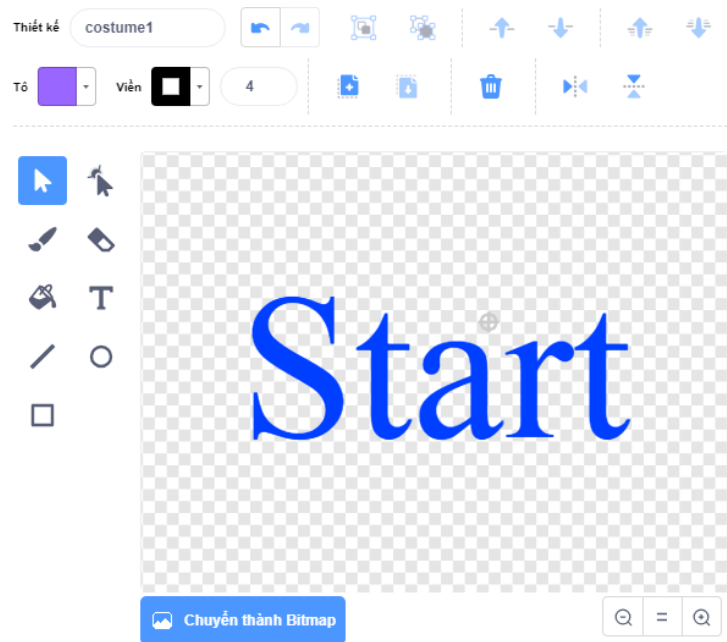 Thiết kế costume1
Tô Viền 4
T
Start
Chuyển thành Bitmap